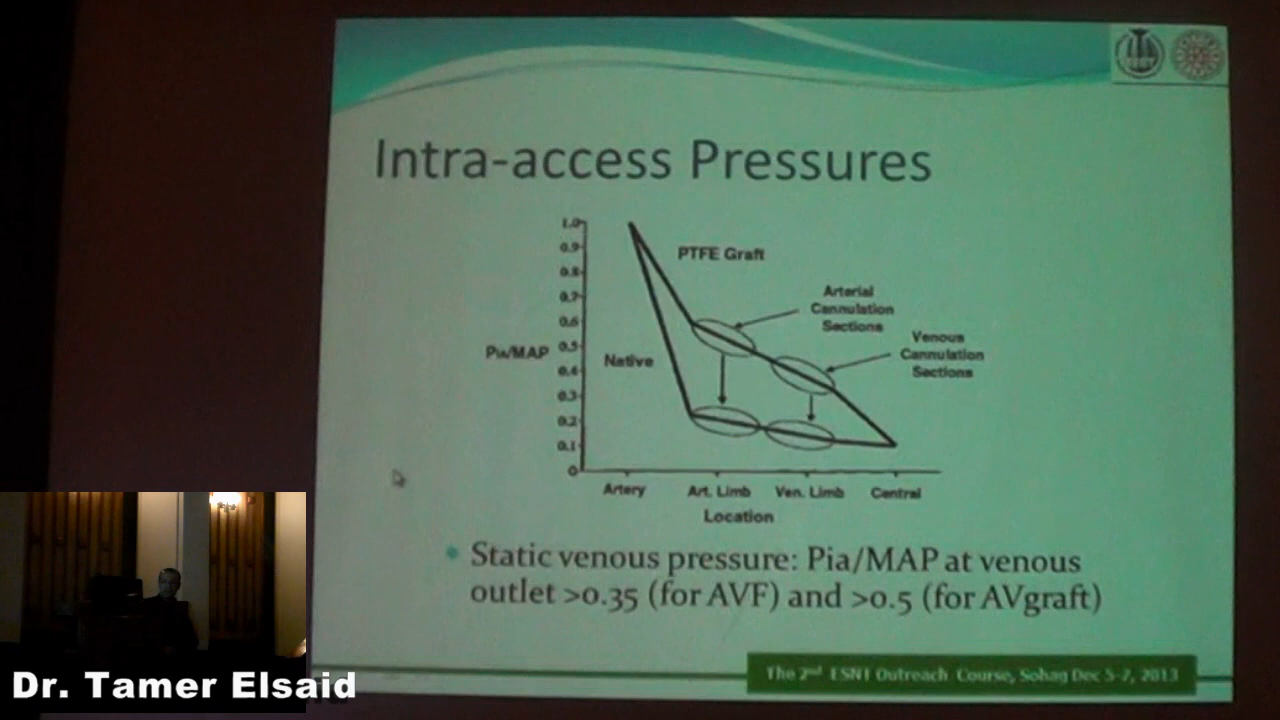 Intra-access Pressures
1.0
0.9
0.8
0.7
0.6
0.5
0.4
0.3
0.2
0.1
0
Pia/MAP
PTFE Graft
Native
Arterial
Cannulation
Sections
Venous
Cannulation
Sections
Artery
Art. Limb
Ven. Limb
Central
Location
Static venous pressure: Pia/MAP at venous
outlet >0.35 (for AVF) and >0.5 (for AVgraft)
The 2nd ESNT Outreach Course, Sohag Dec 5-7, 2013
Dr. Tamer Elsaid